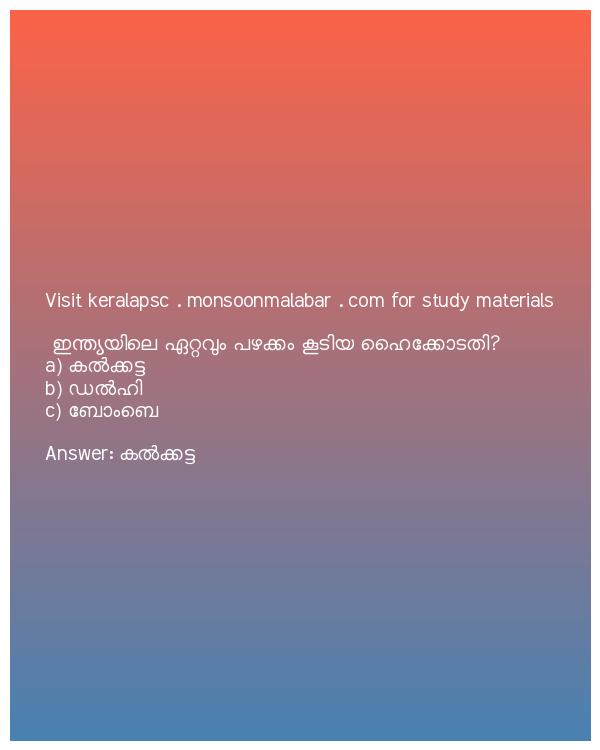 Visit keralapsc . monsoonmalabar . com for study materials
ഇന്ത്യയിലെ ഏറ്റവും പഴക്കം കൂടിയ ഹൈക്കോടതി?
a) കൽക്കട്ട
b) ഡൽഹി
c) ബോംബെ
Answer: കൽക്കട്ട